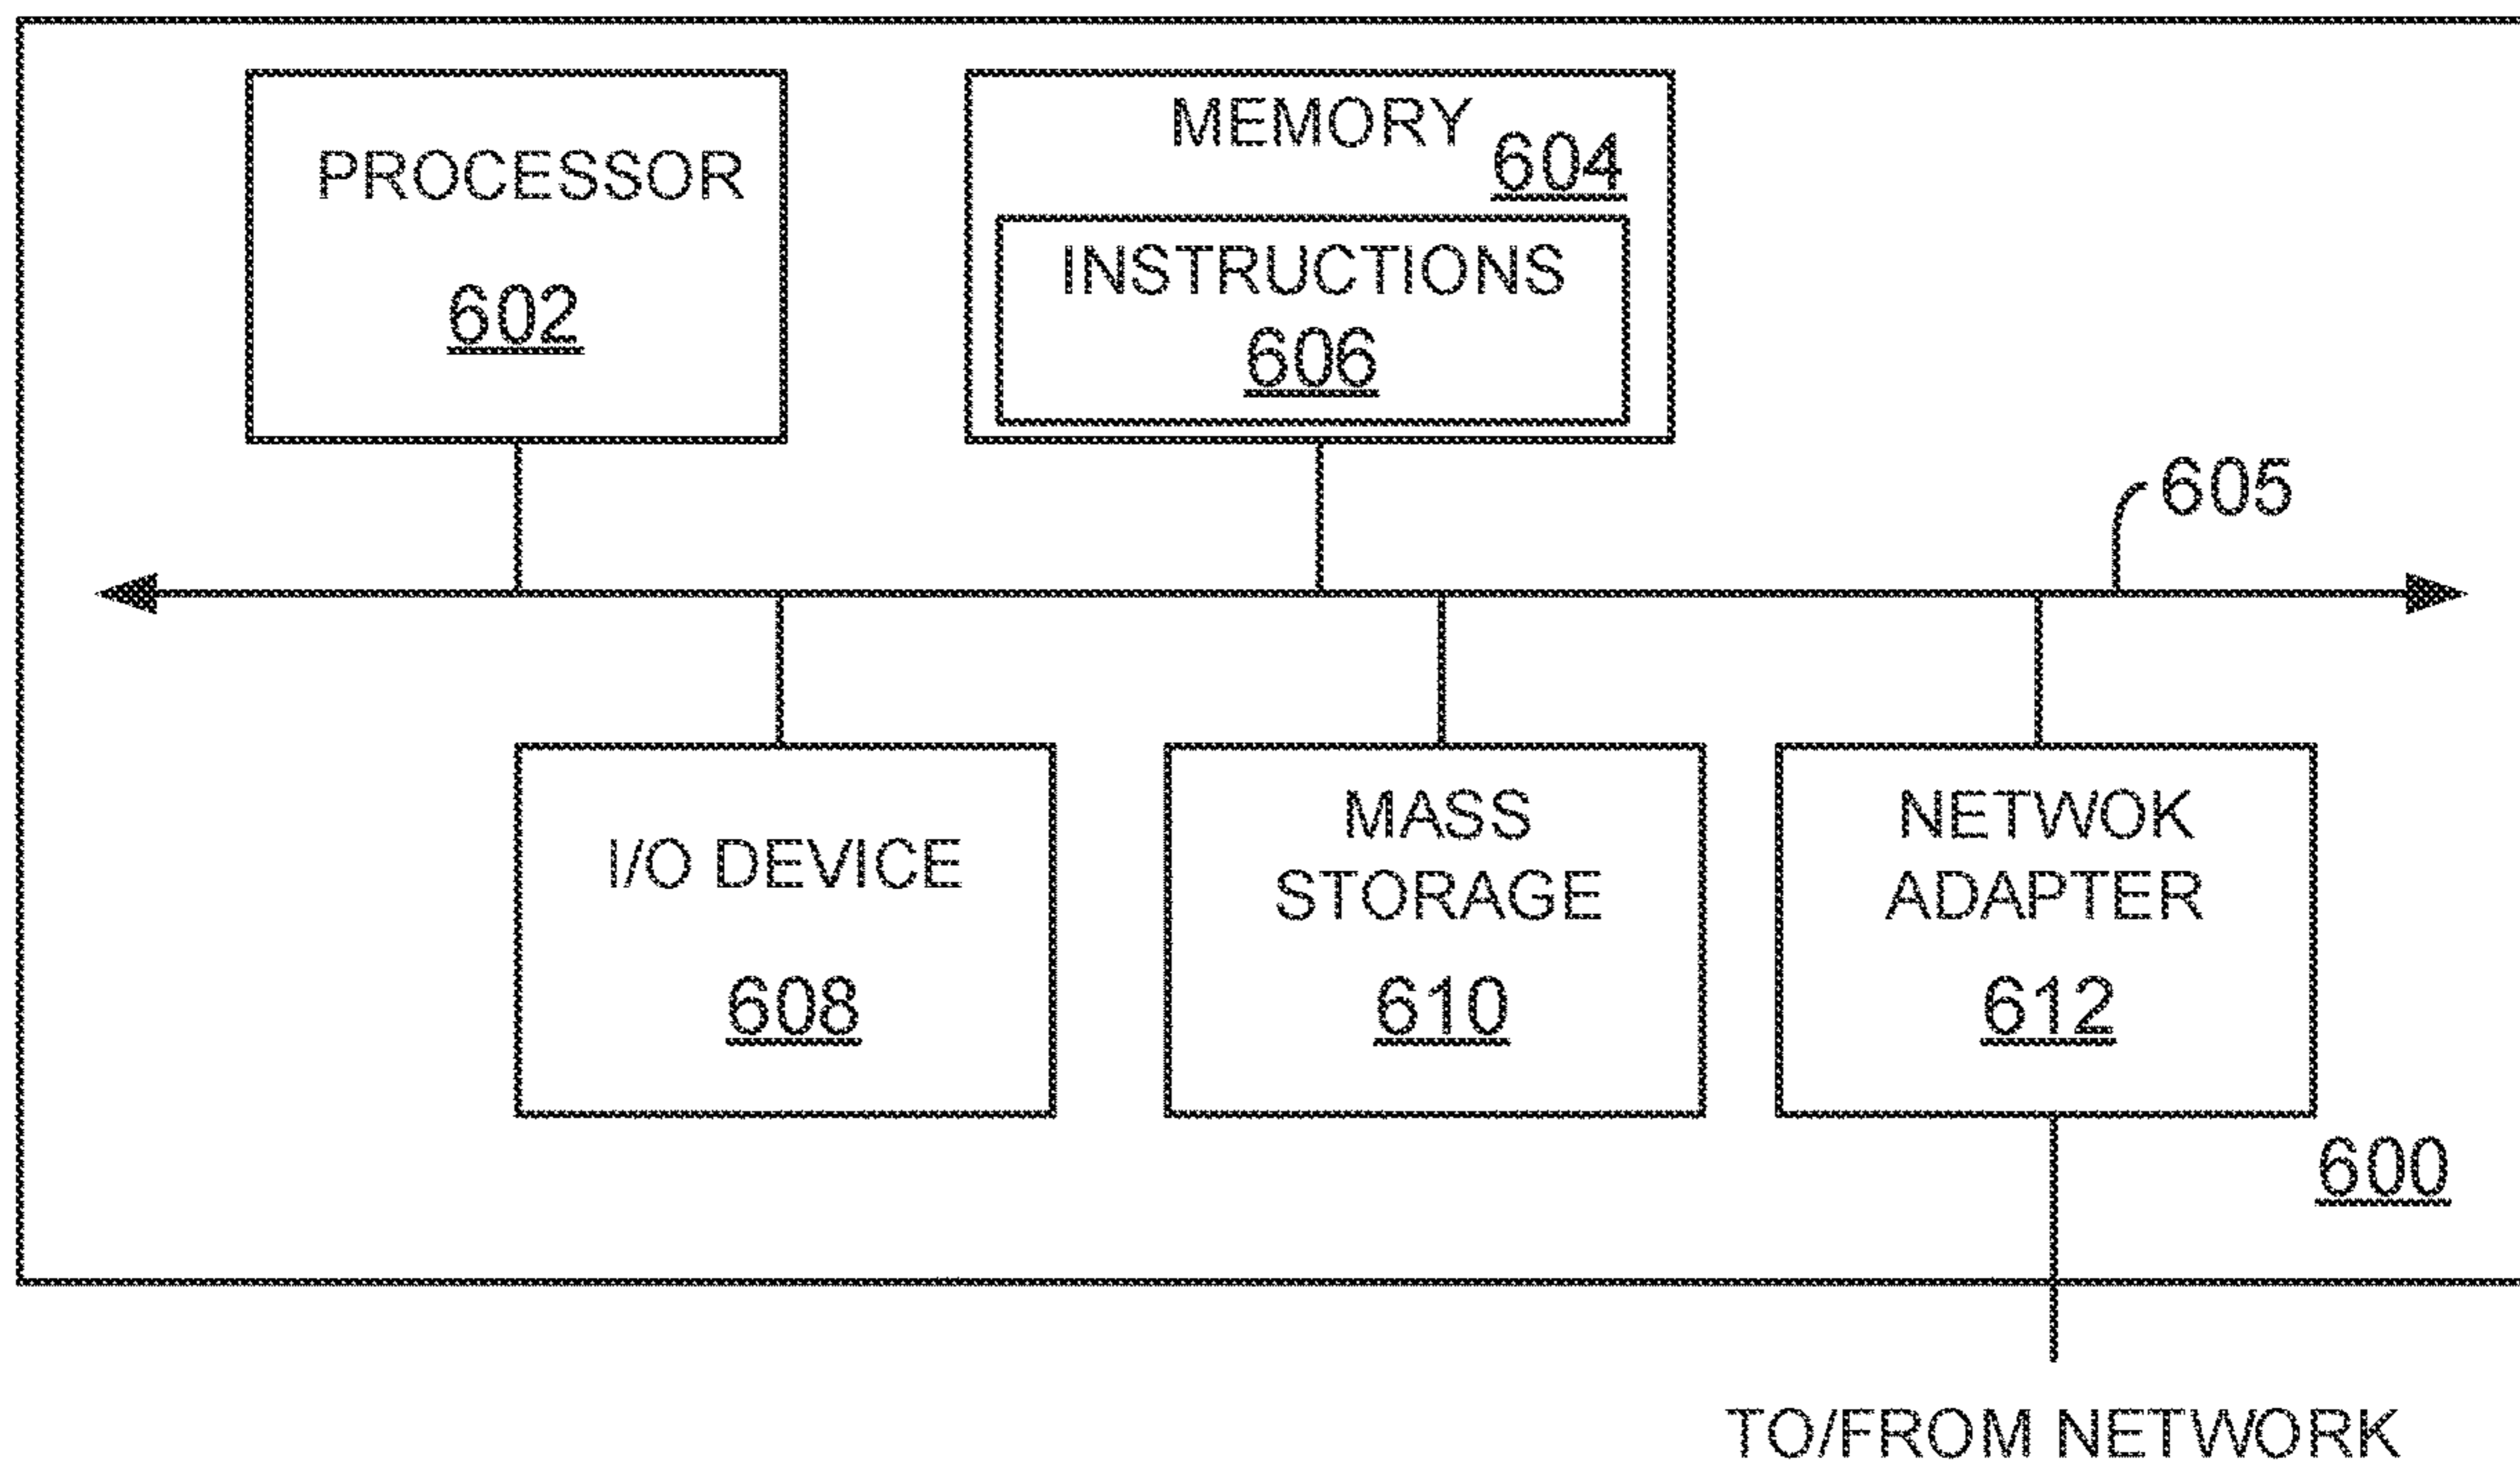 PROCESSOR
602
MEMORY
604
INSTRUCTIONS
606
605
I/O DEVICE
608
MASS
STORAGE
610
NETWOK
ADAPTER
612
600
TO/FROM NETWORK